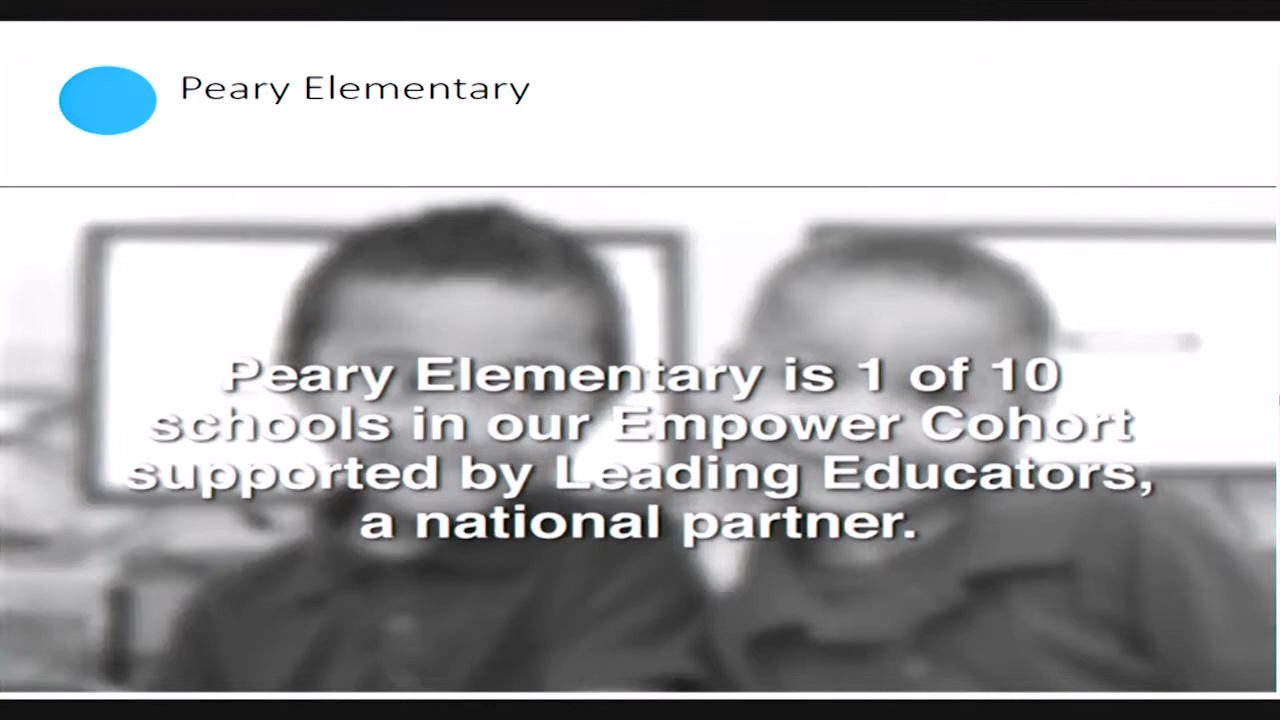 Peary Elementary
Peary Elementary is 1 of 10
schools in our Empower Cohort
supported by Leading Educators,
a national partner.